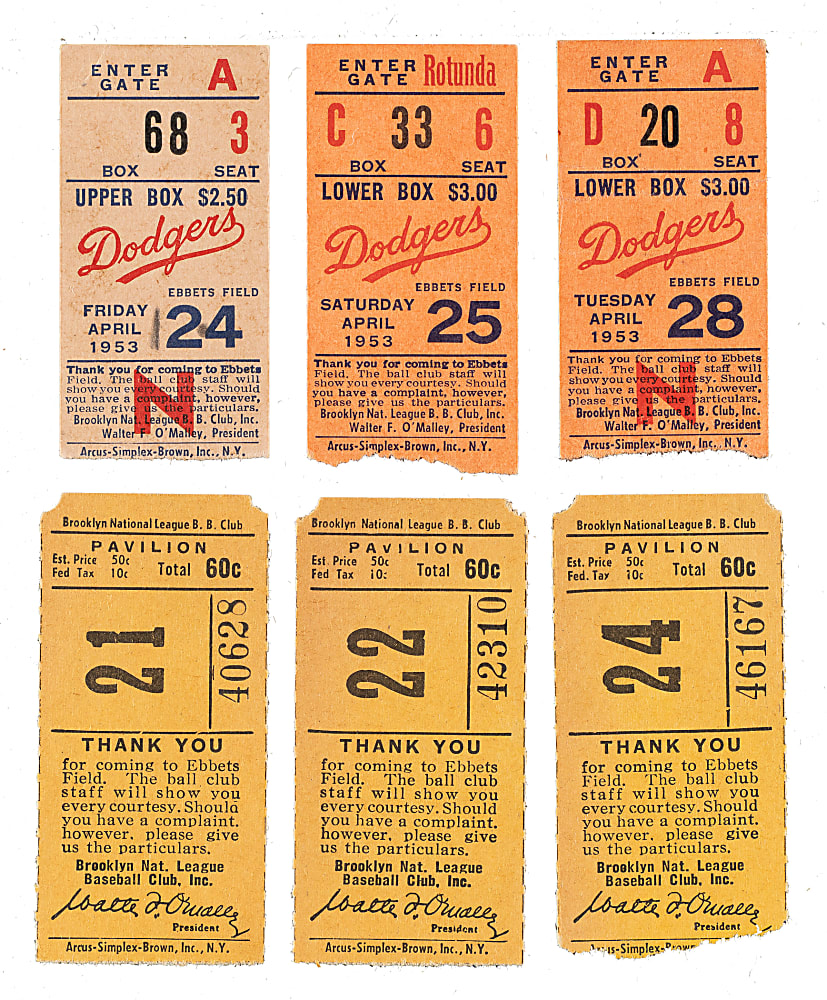 ENTER
GATE A
68 3
BOX SEAT
UPPER BOX $2.50
Dodgers
EBBETS FIELD
FRIDAY
APRIL 24
1953
Thank you for coming to Ebbets
Field. The ball club staff will
show you every courtesy. Should
you have a complaint, however,
please give us the particulars.
N
Brooklyn Nat. League B. B. Club, Inc.
Walter F. O'Malley, President
Arcus-Simplex-Brown, Inc., N.Y.
ENTER
GATE Rotunda
C 33 6
BOX SEAT
LOWER BOX $3.00
Dodgers
EBBETS FIELD
SATURDAY
APRIL 25
1953
Thank you for coming to Ebbets
Field. The ball club staff will
show you every courtesy. Should
you have a complaint, however,
please give us the particulars.
Brooklyn Nat. League B. B. Club, Inc.
Walter F. O'Malley, President
Arcus-Simplex-Brown, Inc., N.Y.
ENTER
GATE A
D 20 8
BOX SEAT
LOWER BOX $3.00
Dodgers
EBBETS FIELD
TUESDAY
APRIL 28
1953
Thank you for coming to Ebbets
Field. The ball club staff will
show you every courtesy. Should
you have a complaint, however,
please give us the particulars.
N
Brooklyn Nat. League B. B. Club, Inc.
Walter F. O'Malley, President
Arcus-Simplex-Brown, Inc., N.Y.
Brooklyn National League B. B. Club
PAVILION
Est. Price 50c
Fed Tax 10c Total 60c
21
40628
THANK YOU
for coming to Ebbets
Field. The ball club
staff will show you
every courtesy. Should
you have a complaint,
however, please give
us the particulars.
Brooklyn Nat. League
Baseball Club, Inc.
Walter F. O'Malley
President
Arcus-Simplex-Brown, Inc., N.Y.
Brooklyn National League B. B. Club
PAVILION
Est. Price 50c
Fed Tax 10c Total 60c
22
42310
THANK YOU
for coming to Ebbets
Field. The ball club
staff will show you
every courtesy. Should
you have a complaint,
however, please give
us the particulars.
Brooklyn Nat. League
Baseball Club, Inc.
Walter F. O'Malley
President
Arcus-Simplex-Brown, Inc., N.Y.
Brooklyn National League B. B. Club
PAVILION
Est. Price 50c
Fed. Tax 10c Total 60c
24
46167
THANK YOU
for coming to Ebbets
Field. The ball club
staff will show you
every courtesy. Should
you have a complaint,
however, please give
us the particulars.
Brooklyn Nat. League
Baseball Club, Inc.
Walter F. O'Malley
President